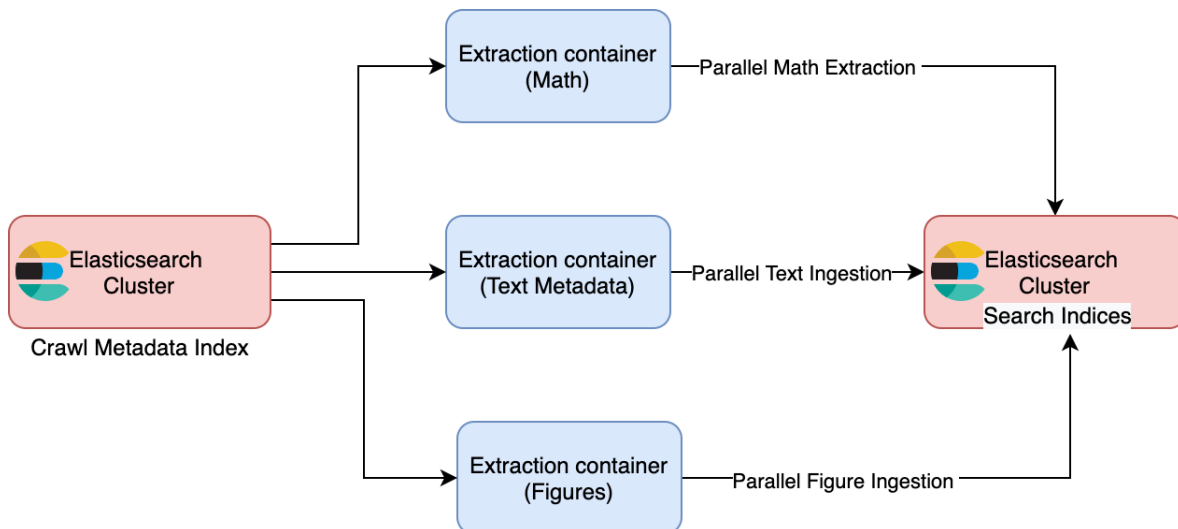 Extraction container
(Math)
Parallel Math Extraction
Elasticsearch
Cluster
Crawl Metadata Index
Extraction container
(Text Metadata)
Parallel Text Ingestion
Elasticsearch
Cluster
Search Indices
Extraction container
(Figures)
Parallel Figure Ingestion